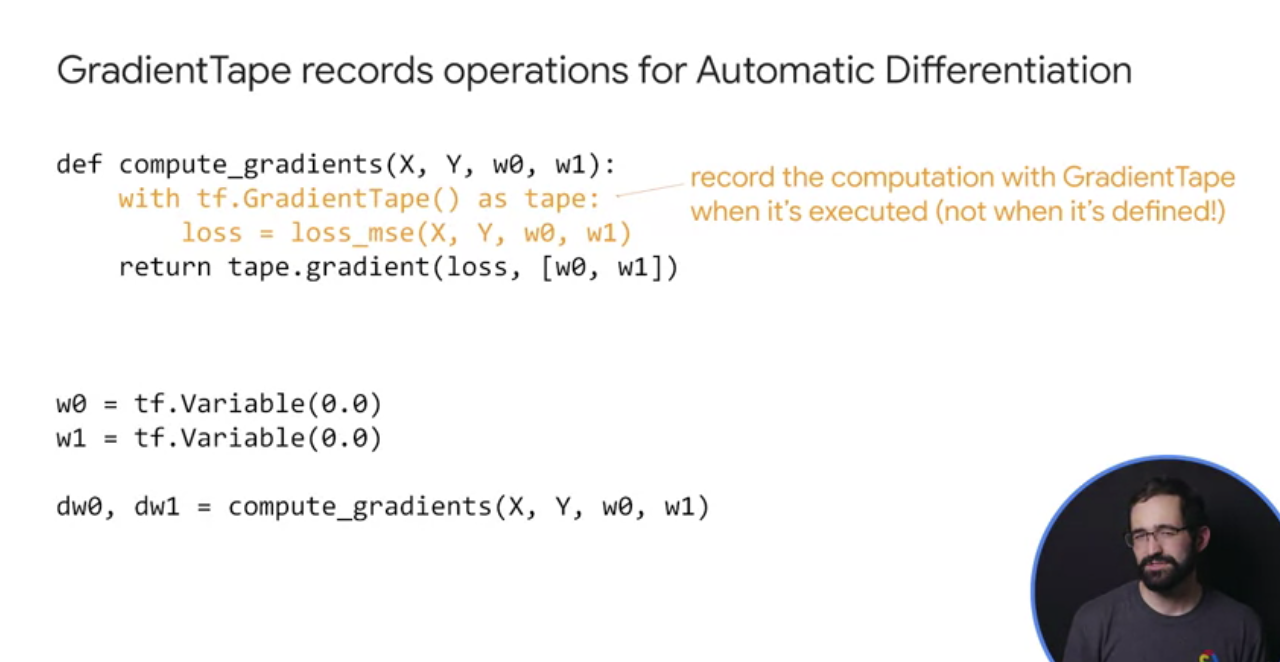 GradientTape records operations for Automatic Differentiation
def compute_gradients(X, Y, w0, w1):
with tf.GradientTape() as tape:
loss = loss_mse(X, Y, w0, w1)
return tape.gradient(loss, [w0, w1])
record the computation with GradientTape
when it's executed (not when it's defined!)
w0 = tf.Variable(0.0)
w1 = tf.Variable(0.0)
dw0, dw1 = compute_gradients(X, Y, w0, w1)